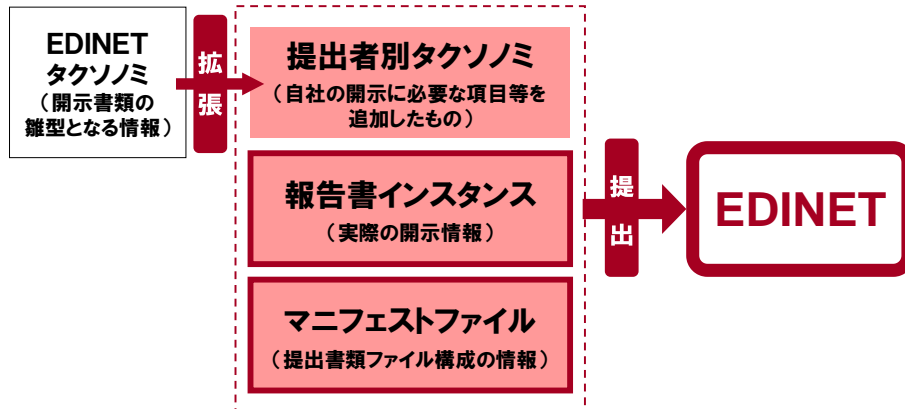 EDINET
タクソノミ
（開示書類の
雛型となる情報）
拡張
提出者別タクソノミ
（自社の開示に必要な項目等を
追加したもの）
報告書インスタンス
（実際の開示情報）
マニフェストファイル
（提出書類ファイル構成の情報）
提出
EDINET